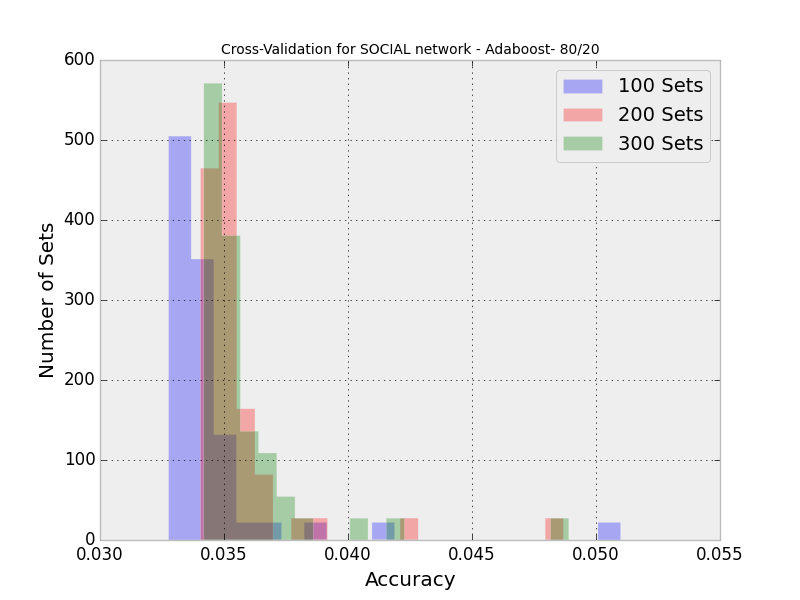 Cross-Validation for SOCIAL network - Adaboost- 80/20
600
500
400
300
200
100
0
Number of Sets
100 Sets
200 Sets
300 Sets
0.030 0.035 0.040 0.045 0.050 0.055
Accuracy